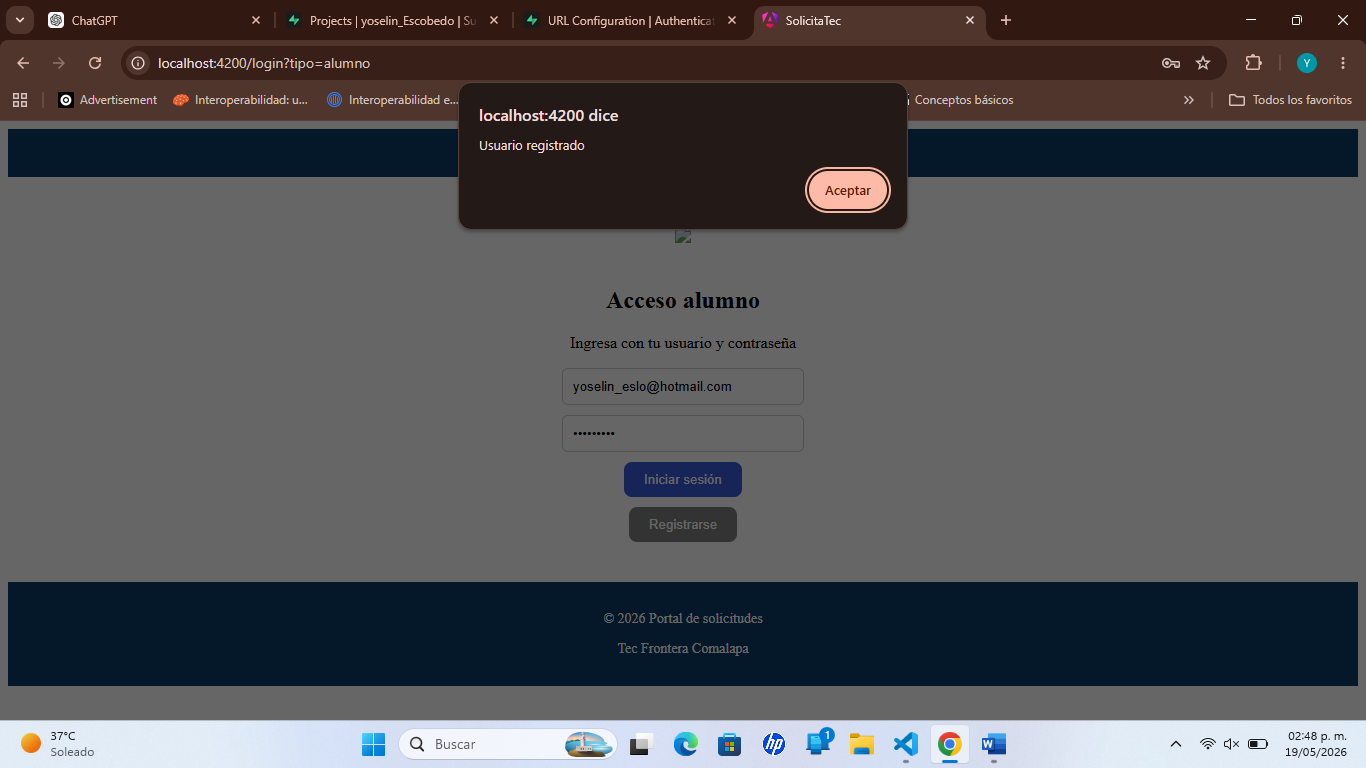 ChatGPT
Projects | yoselin_Escobedo | Su
URL Configuration | Authenticat
SolicitaTec
localhost:4200/login?tipo=alumno
Y
Advertisement
Interoperabilidad: u...
Interoperabilidad e...
Conceptos básicos
Todos los favoritos
localhost:4200 dice
Usuario registrado
Aceptar
Acceso alumno
Ingresa con tu usuario y contraseña
yoselin_eslo@hotmail.com
•••••••••
Iniciar sesión
Registrarse
© 2026 Portal de solicitudes
Tec Frontera Comalapa
37°C
Soleado
Buscar
hp
1
W
02:48 p. m.
19/05/2026